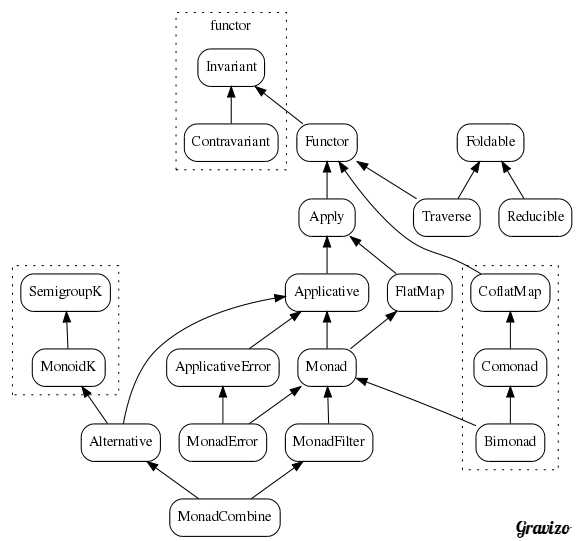 functor
Invariant
Contravariant
Functor
Foldable
Apply
Traverse
Reducible
SemigroupK
Applicative
FlatMap
CoflatMap
MonoidK
ApplicativeError
Monad
Comonad
Alternative
MonadError
MonadFilter
Bimonad
MonadCombine
Gravizo